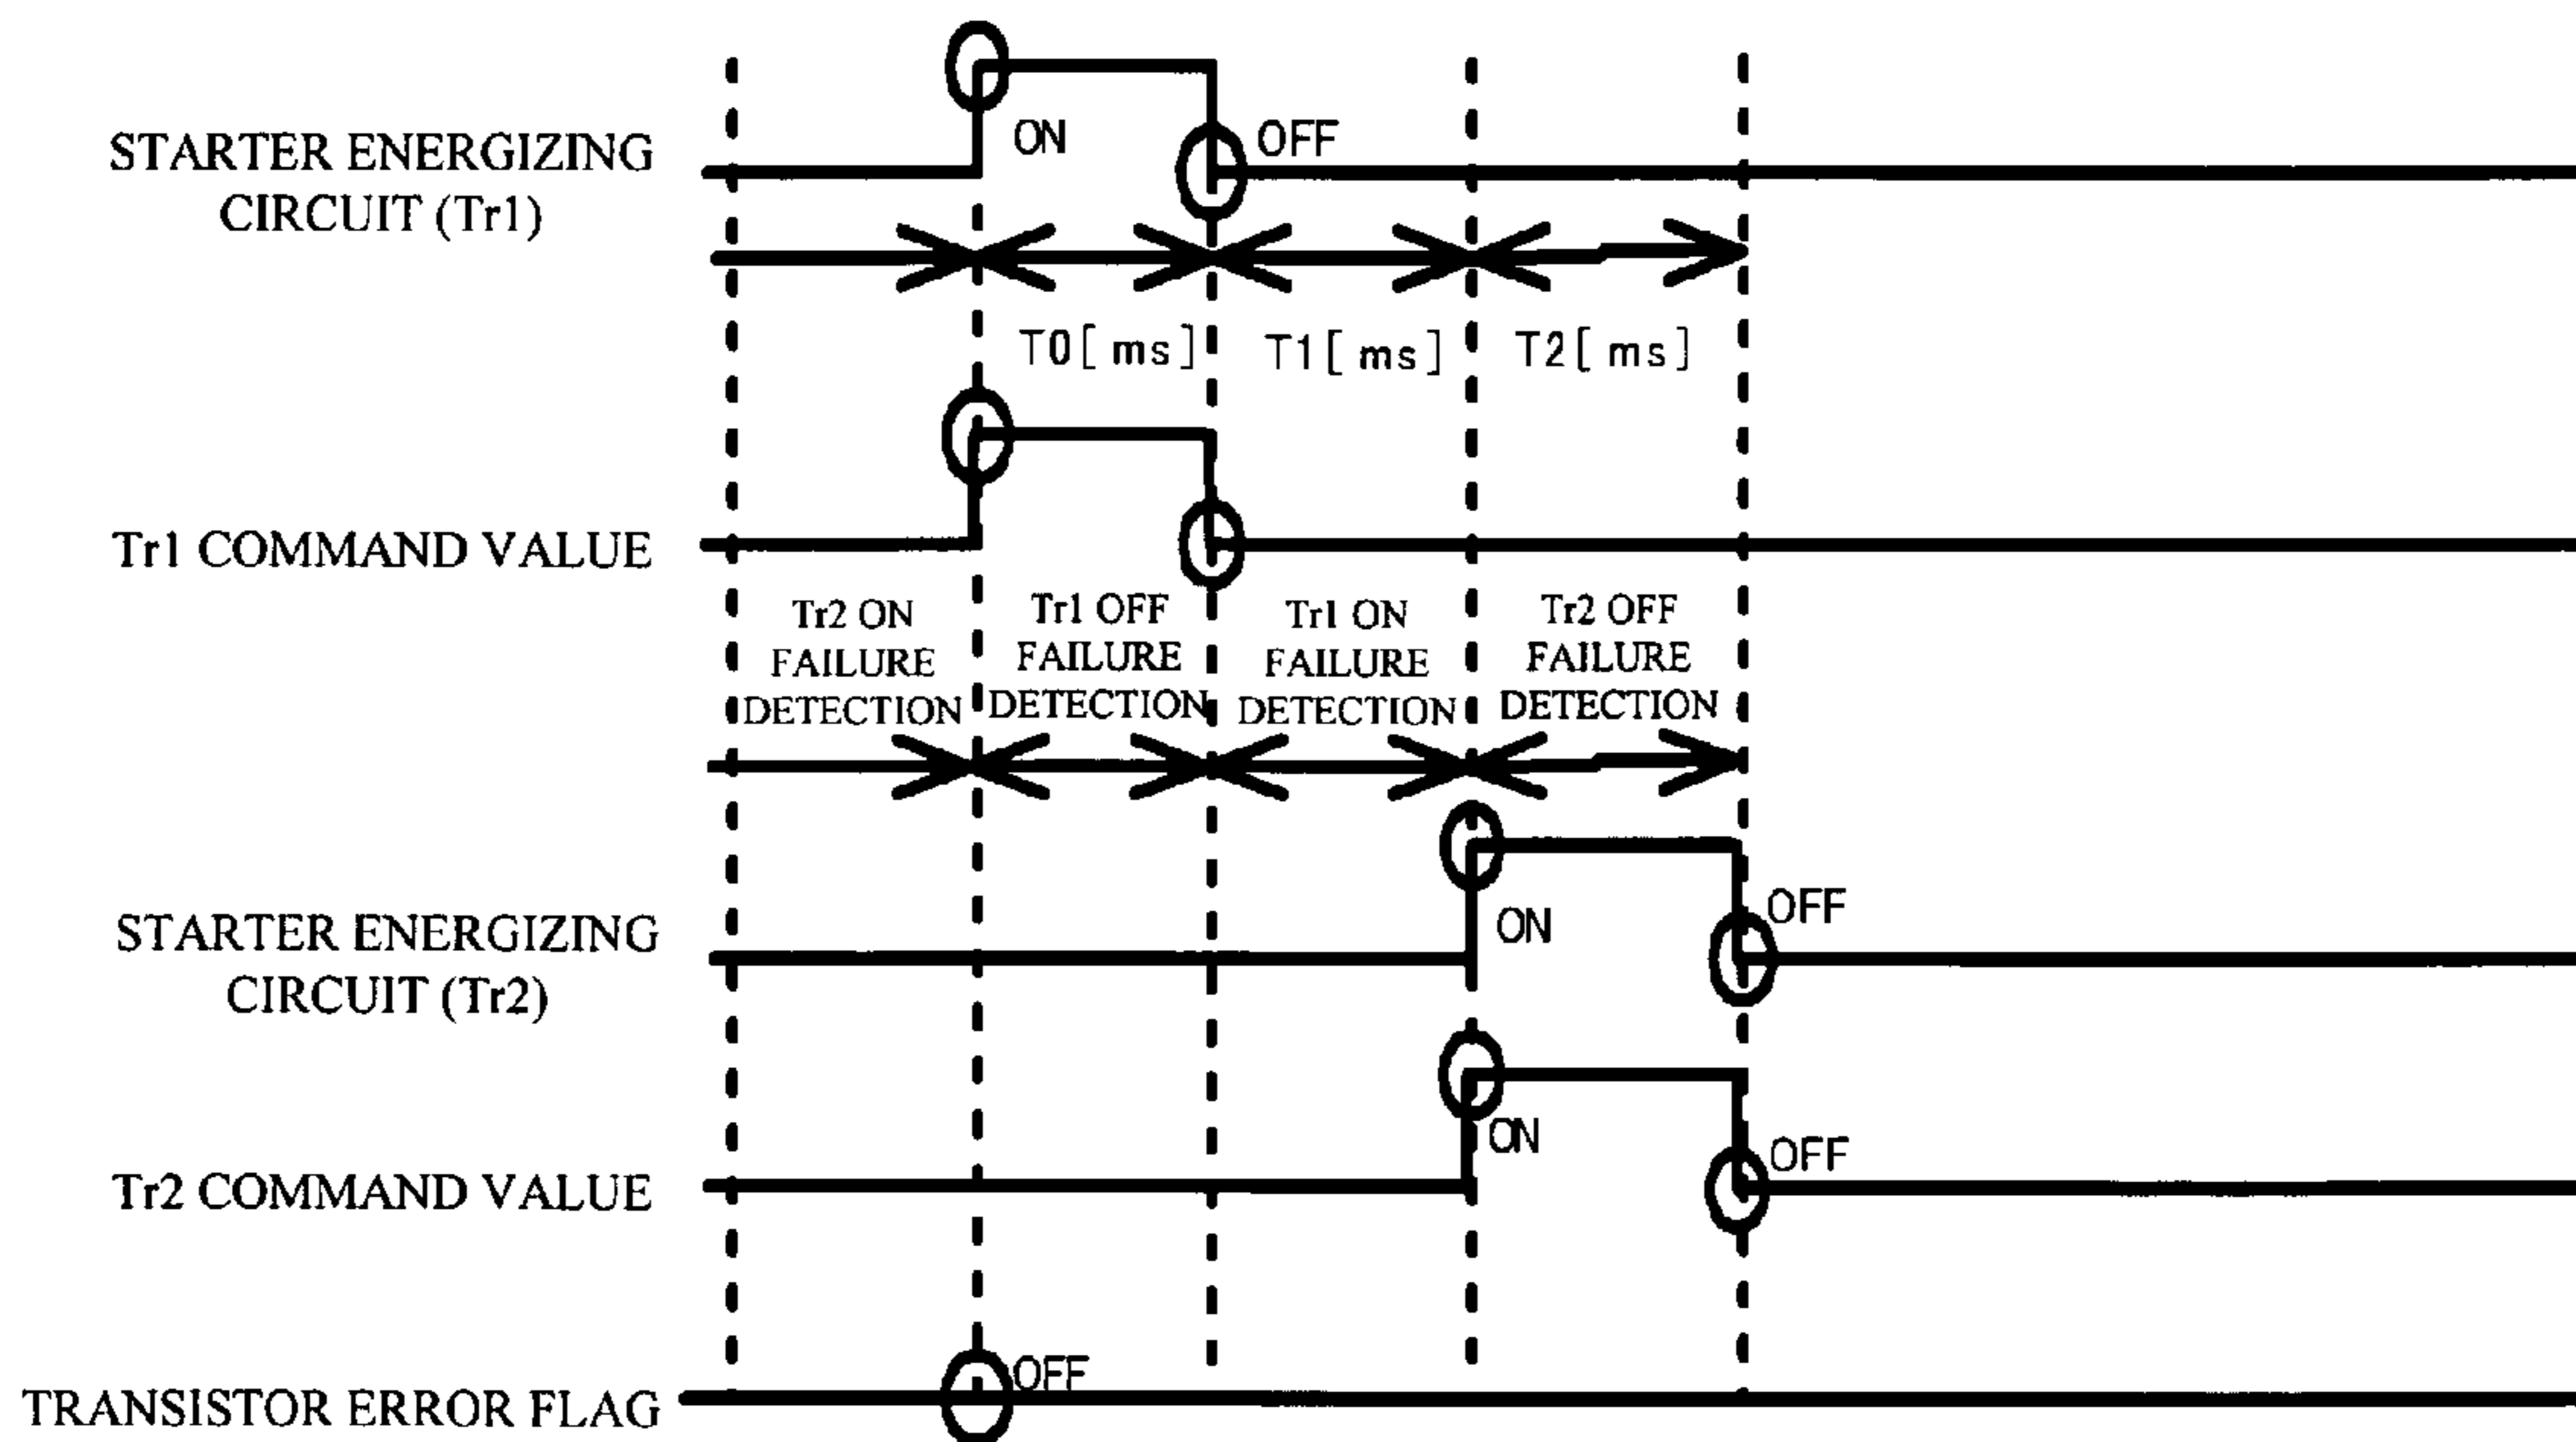 STARTER ENERGIZING
CIRCUIT (Tr1)
ON
OFF
T0[ ms]
T1[ ms]
T2[ ms]
Tr1 COMMAND VALUE
Tr2 ON
FAILURE
DETECTION
Tr1 OFF
FAILURE
DETECTION
Tr1 ON
FAILURE
DETECTION
Tr2 OFF
FAILURE
DETECTION
STARTER ENERGIZING
CIRCUIT (Tr2)
ON
OFF
Tr2 COMMAND VALUE
ON
OFF
TRANSISTOR ERROR FLAG
OFF